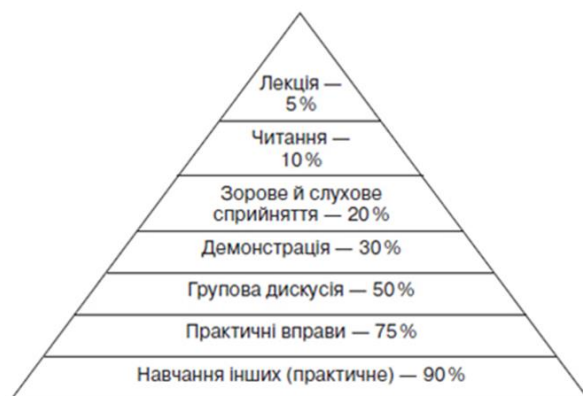 Лекція —
5 %
Читання —
10 %
Зорове й слухове
сприйняття — 20 %
Демонстрація — 30 %
Групова дискусія — 50 %
Практичні вправи — 75 %
Навчання інших (практичне) — 90 %